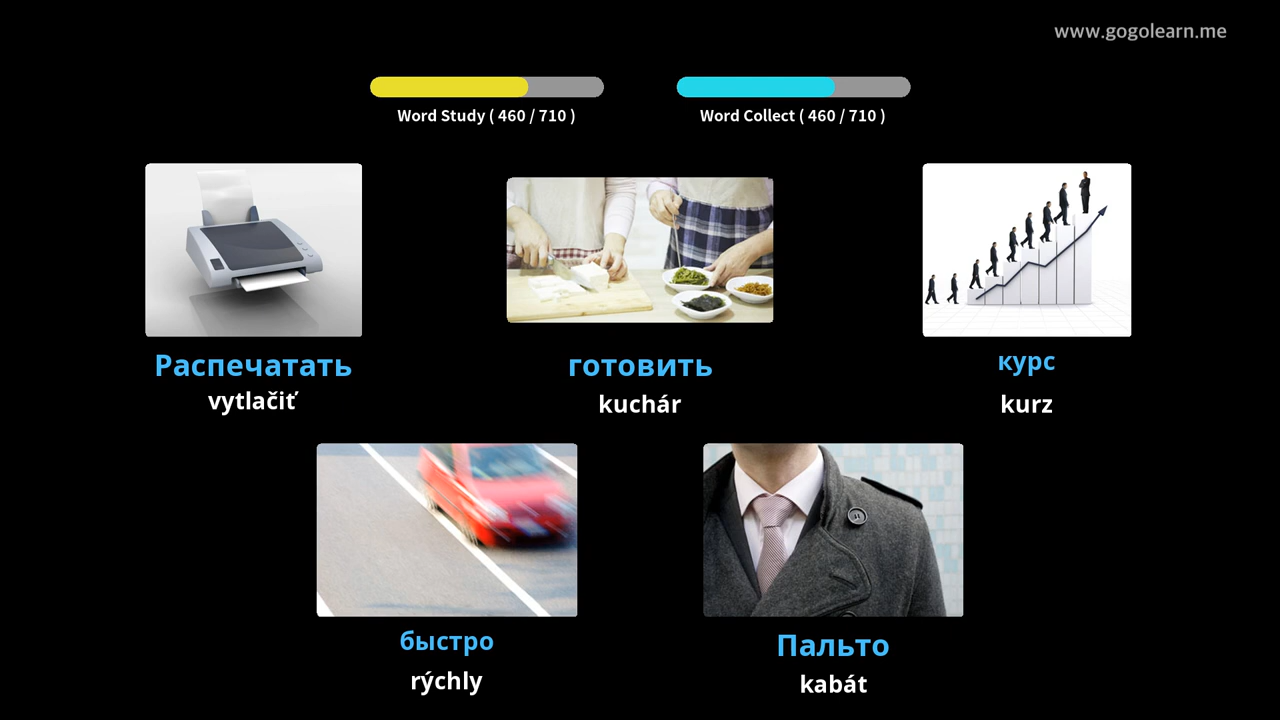 www.gogolearn.me
Word Study ( 460 / 710 )
Word Collect ( 460 / 710 )
Распечатать
vytlačiť
готовить
kuchár
курс
kurz
быстро
rýchly
Пальто
kabát